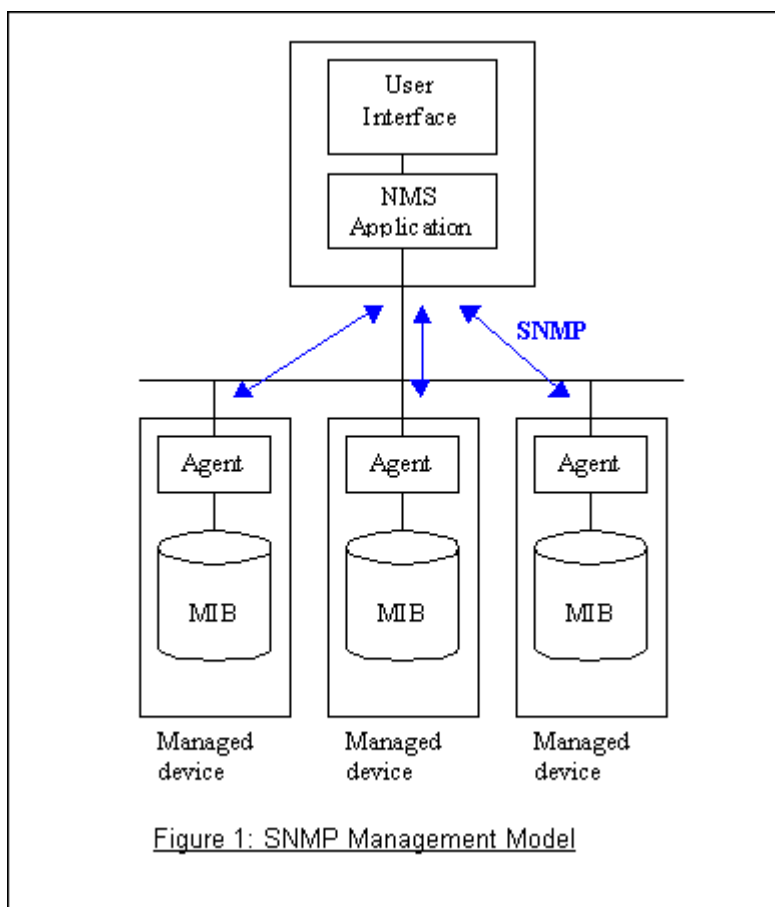 User
Interface
NMS
Application
SNMP
Agent
Agent
Agent
MIB
MIB
MIB
Managed
device
Managed
device
Managed
device
Figure 1: SNMP Management Model